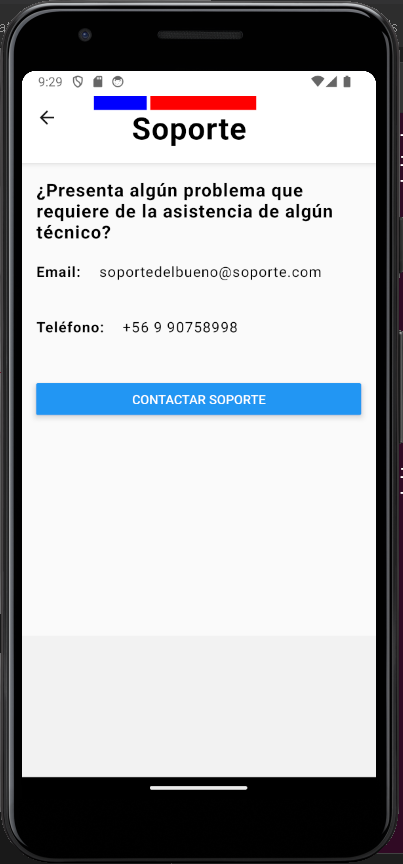 9:29
Soporte
¿Presenta algún problema que
requiere de la asistencia de algún
técnico?
Email: soportedelbueno@soporte.com
Teléfono: +56 9 90758998
CONTACTAR SOPORTE